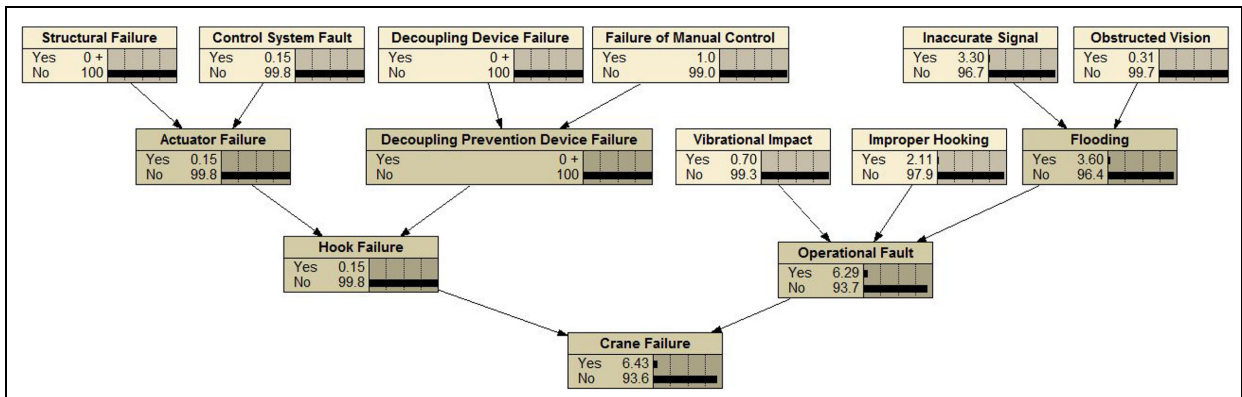 Structural Failure
Yes 0 +
No 100
Control System Fault
Yes 0.15
No 99.8
Decoupling Device Failure
Yes 0 +
No 100
Failure of Manual Control
Yes 1.0
No 99.0
Inaccurate Signal
Yes 3.30
No 96.7
Obstructed Vision
Yes 0.31
No 99.7
Actuator Failure
Yes 0.15
No 99.8
Decoupling Prevention Device Failure
Yes 0 +
No 100
Vibrational Impact
Yes 0.70
No 99.3
Improper Hooking
Yes 2.11
No 97.9
Flooding
Yes 3.60
No 96.4
Hook Failure
Yes 0.15
No 99.8
Operational Fault
Yes 6.29
No 93.7
Crane Failure
Yes 6.43
No 93.6